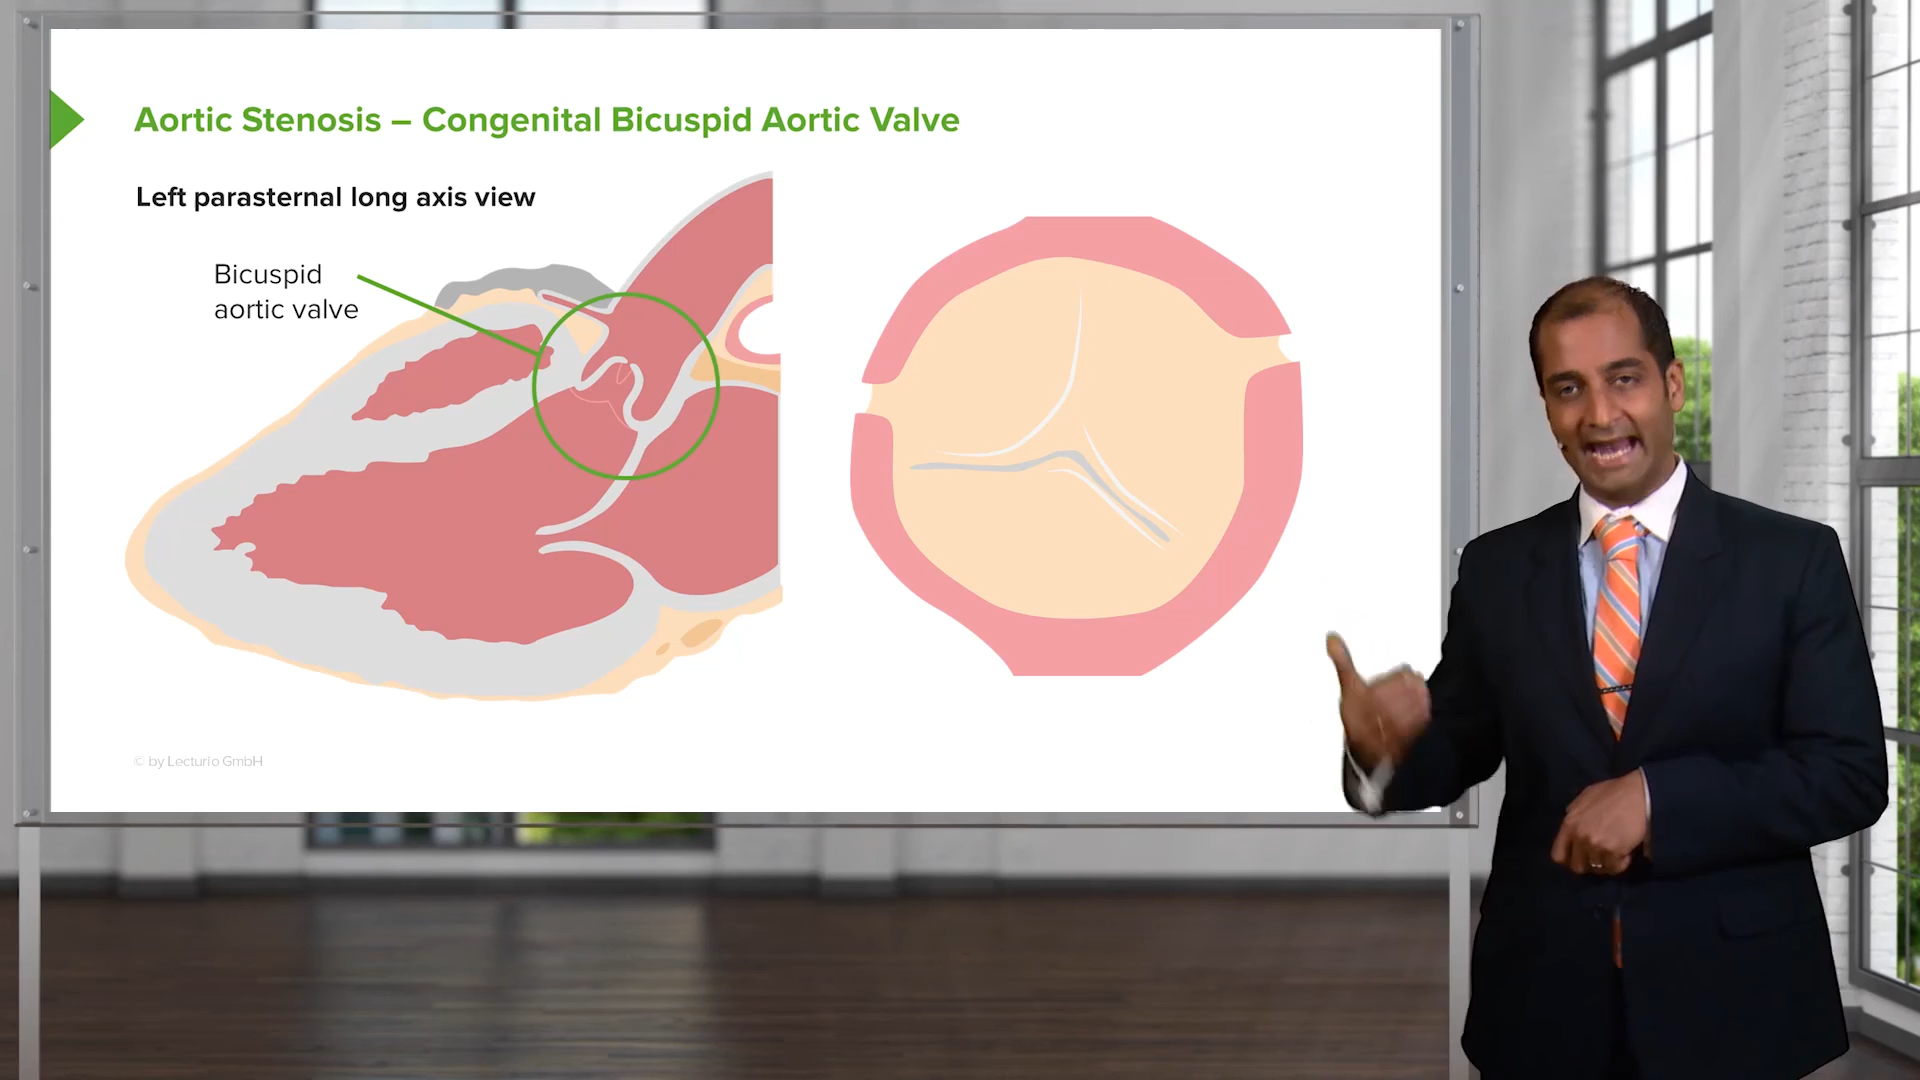 Aortic Stenosis – Congenital Bicuspid Aortic Valve
Left parasternal long axis view
Bicuspid
aortic valve
© by Lecturio GmbH